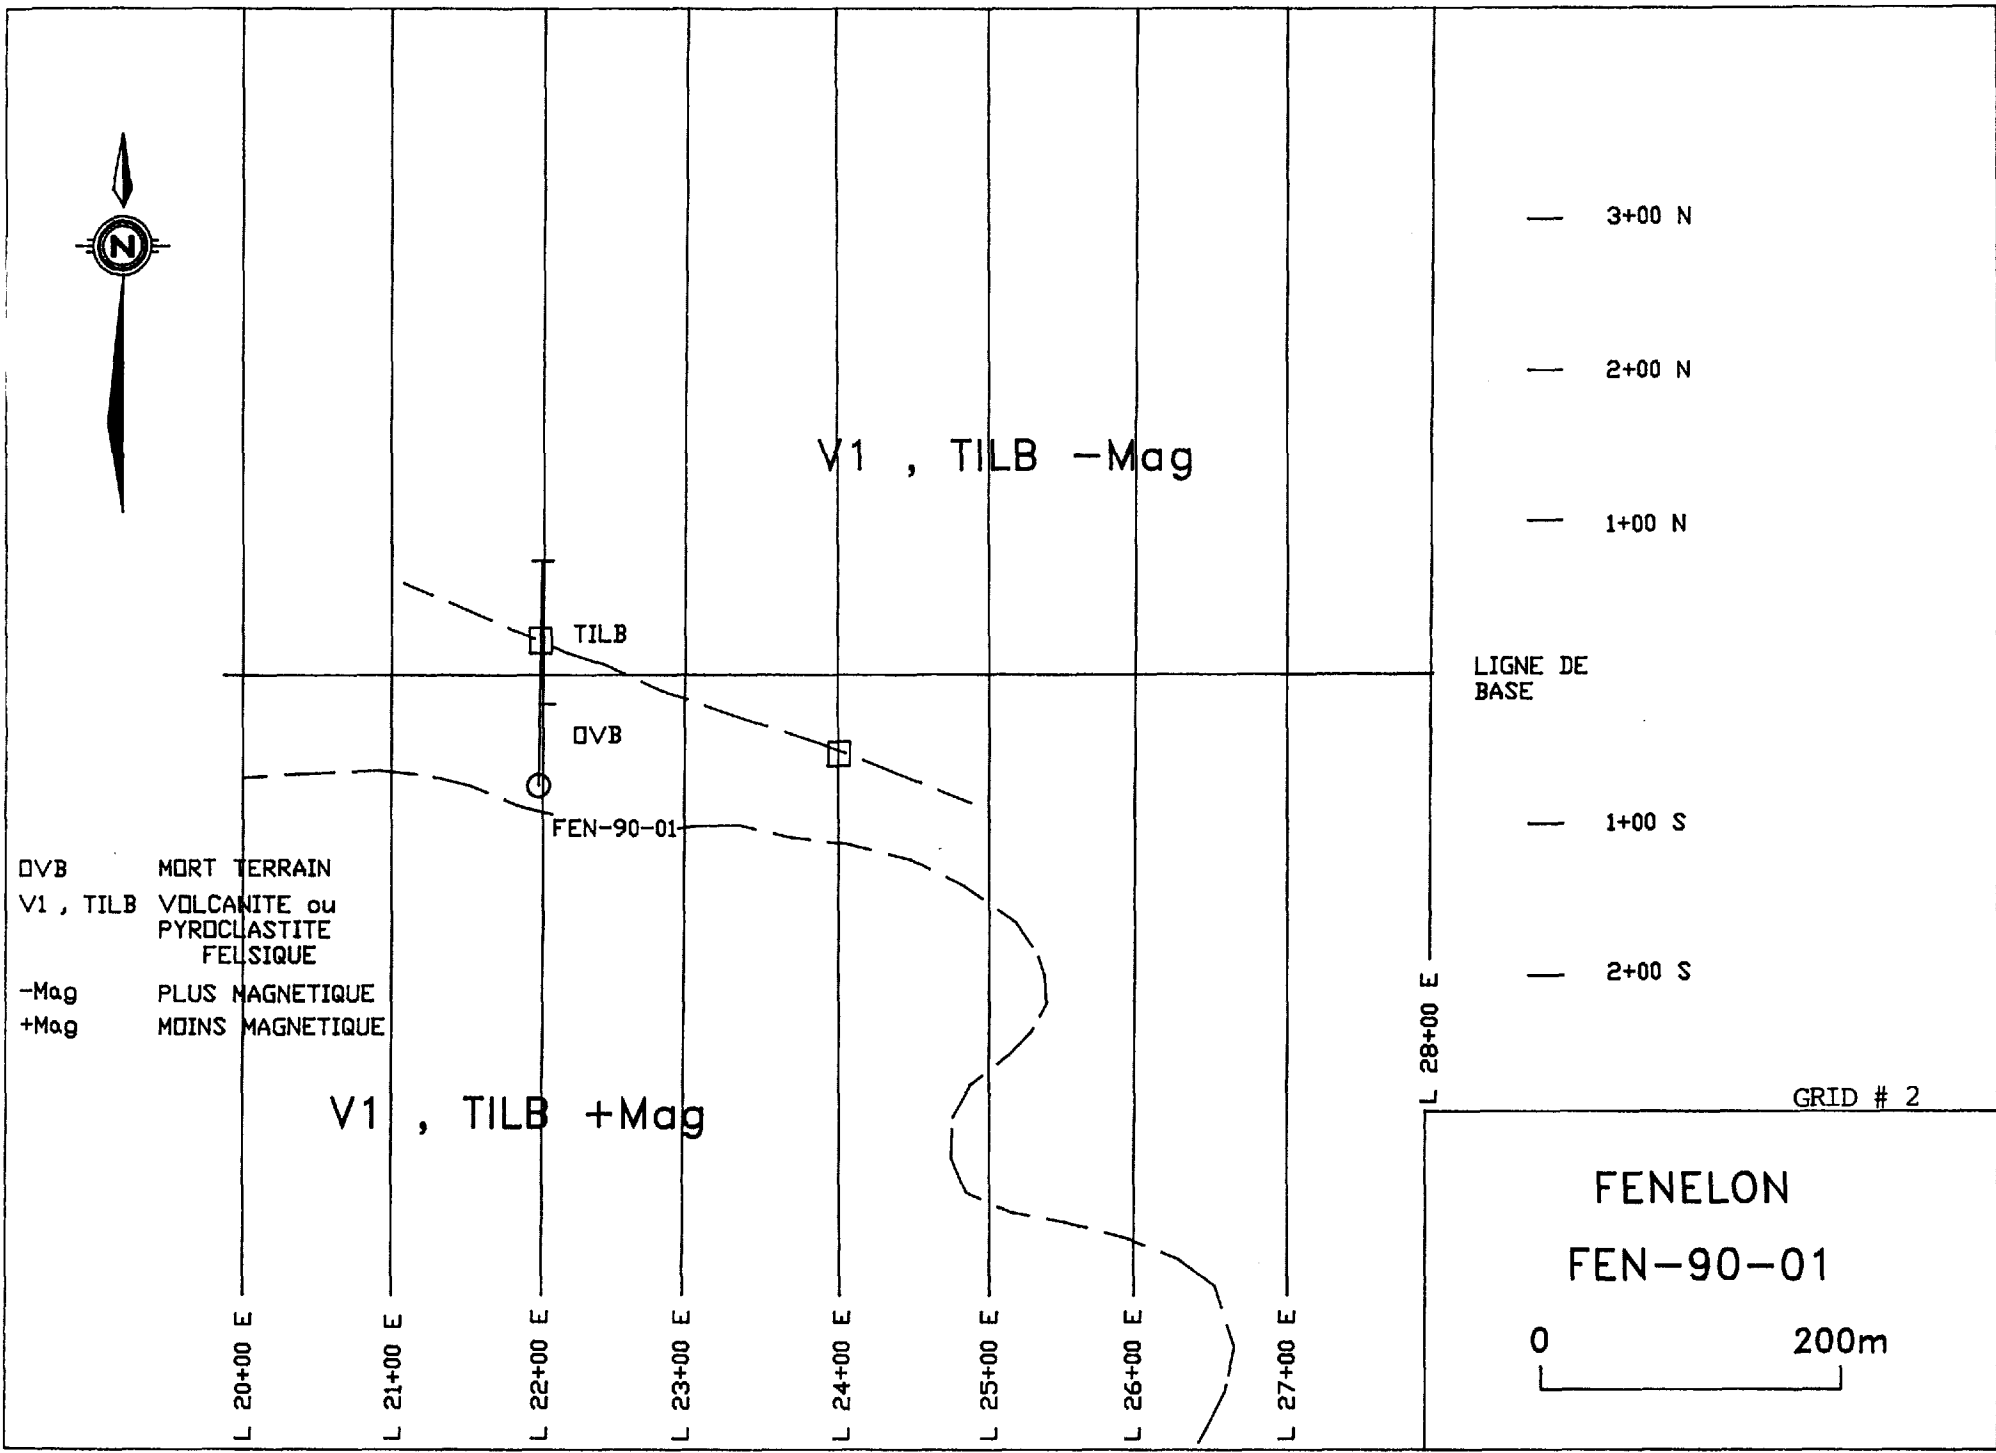 3+00 N
N
2+00 N
V1 , TILB -Mag
1+00 N
TILB
LIGNE DE
BASE
OVB
FEN-90-01
1+00 S
OVB MORT TERRAIN
V1 , TILB VOLCANITE ou
PYROCLASTITE
FELSIQUE
-Mag PLUS MAGNETIQUE
+Mag MOINS MAGNETIQUE
2+00 S
L 28+00 E
V1 , TILB +Mag
GRID # 2
FENELON
FEN-90-01
0 200m
L 20+00 E
L 21+00 E
L 22+00 E
L 23+00 E
L 24+00 E
L 25+00 E
L 26+00 E
L 27+00 E